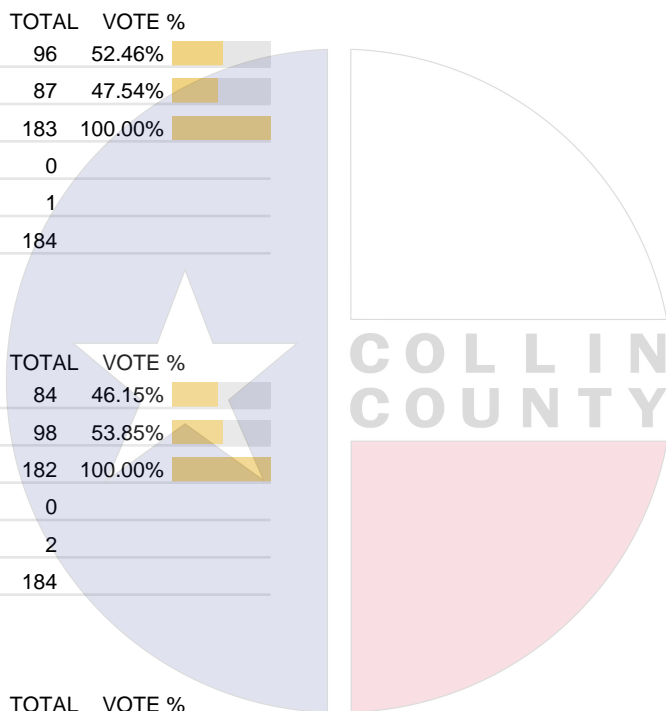 TOTAL VOTE %
96 52.46%
87 47.54%
183 100.00%
0
1
184
COLLIN
COUNTY
TOTAL VOTE %
84 46.15%
98 53.85%
182 100.00%
0
2
184
TOTAL VOTE %